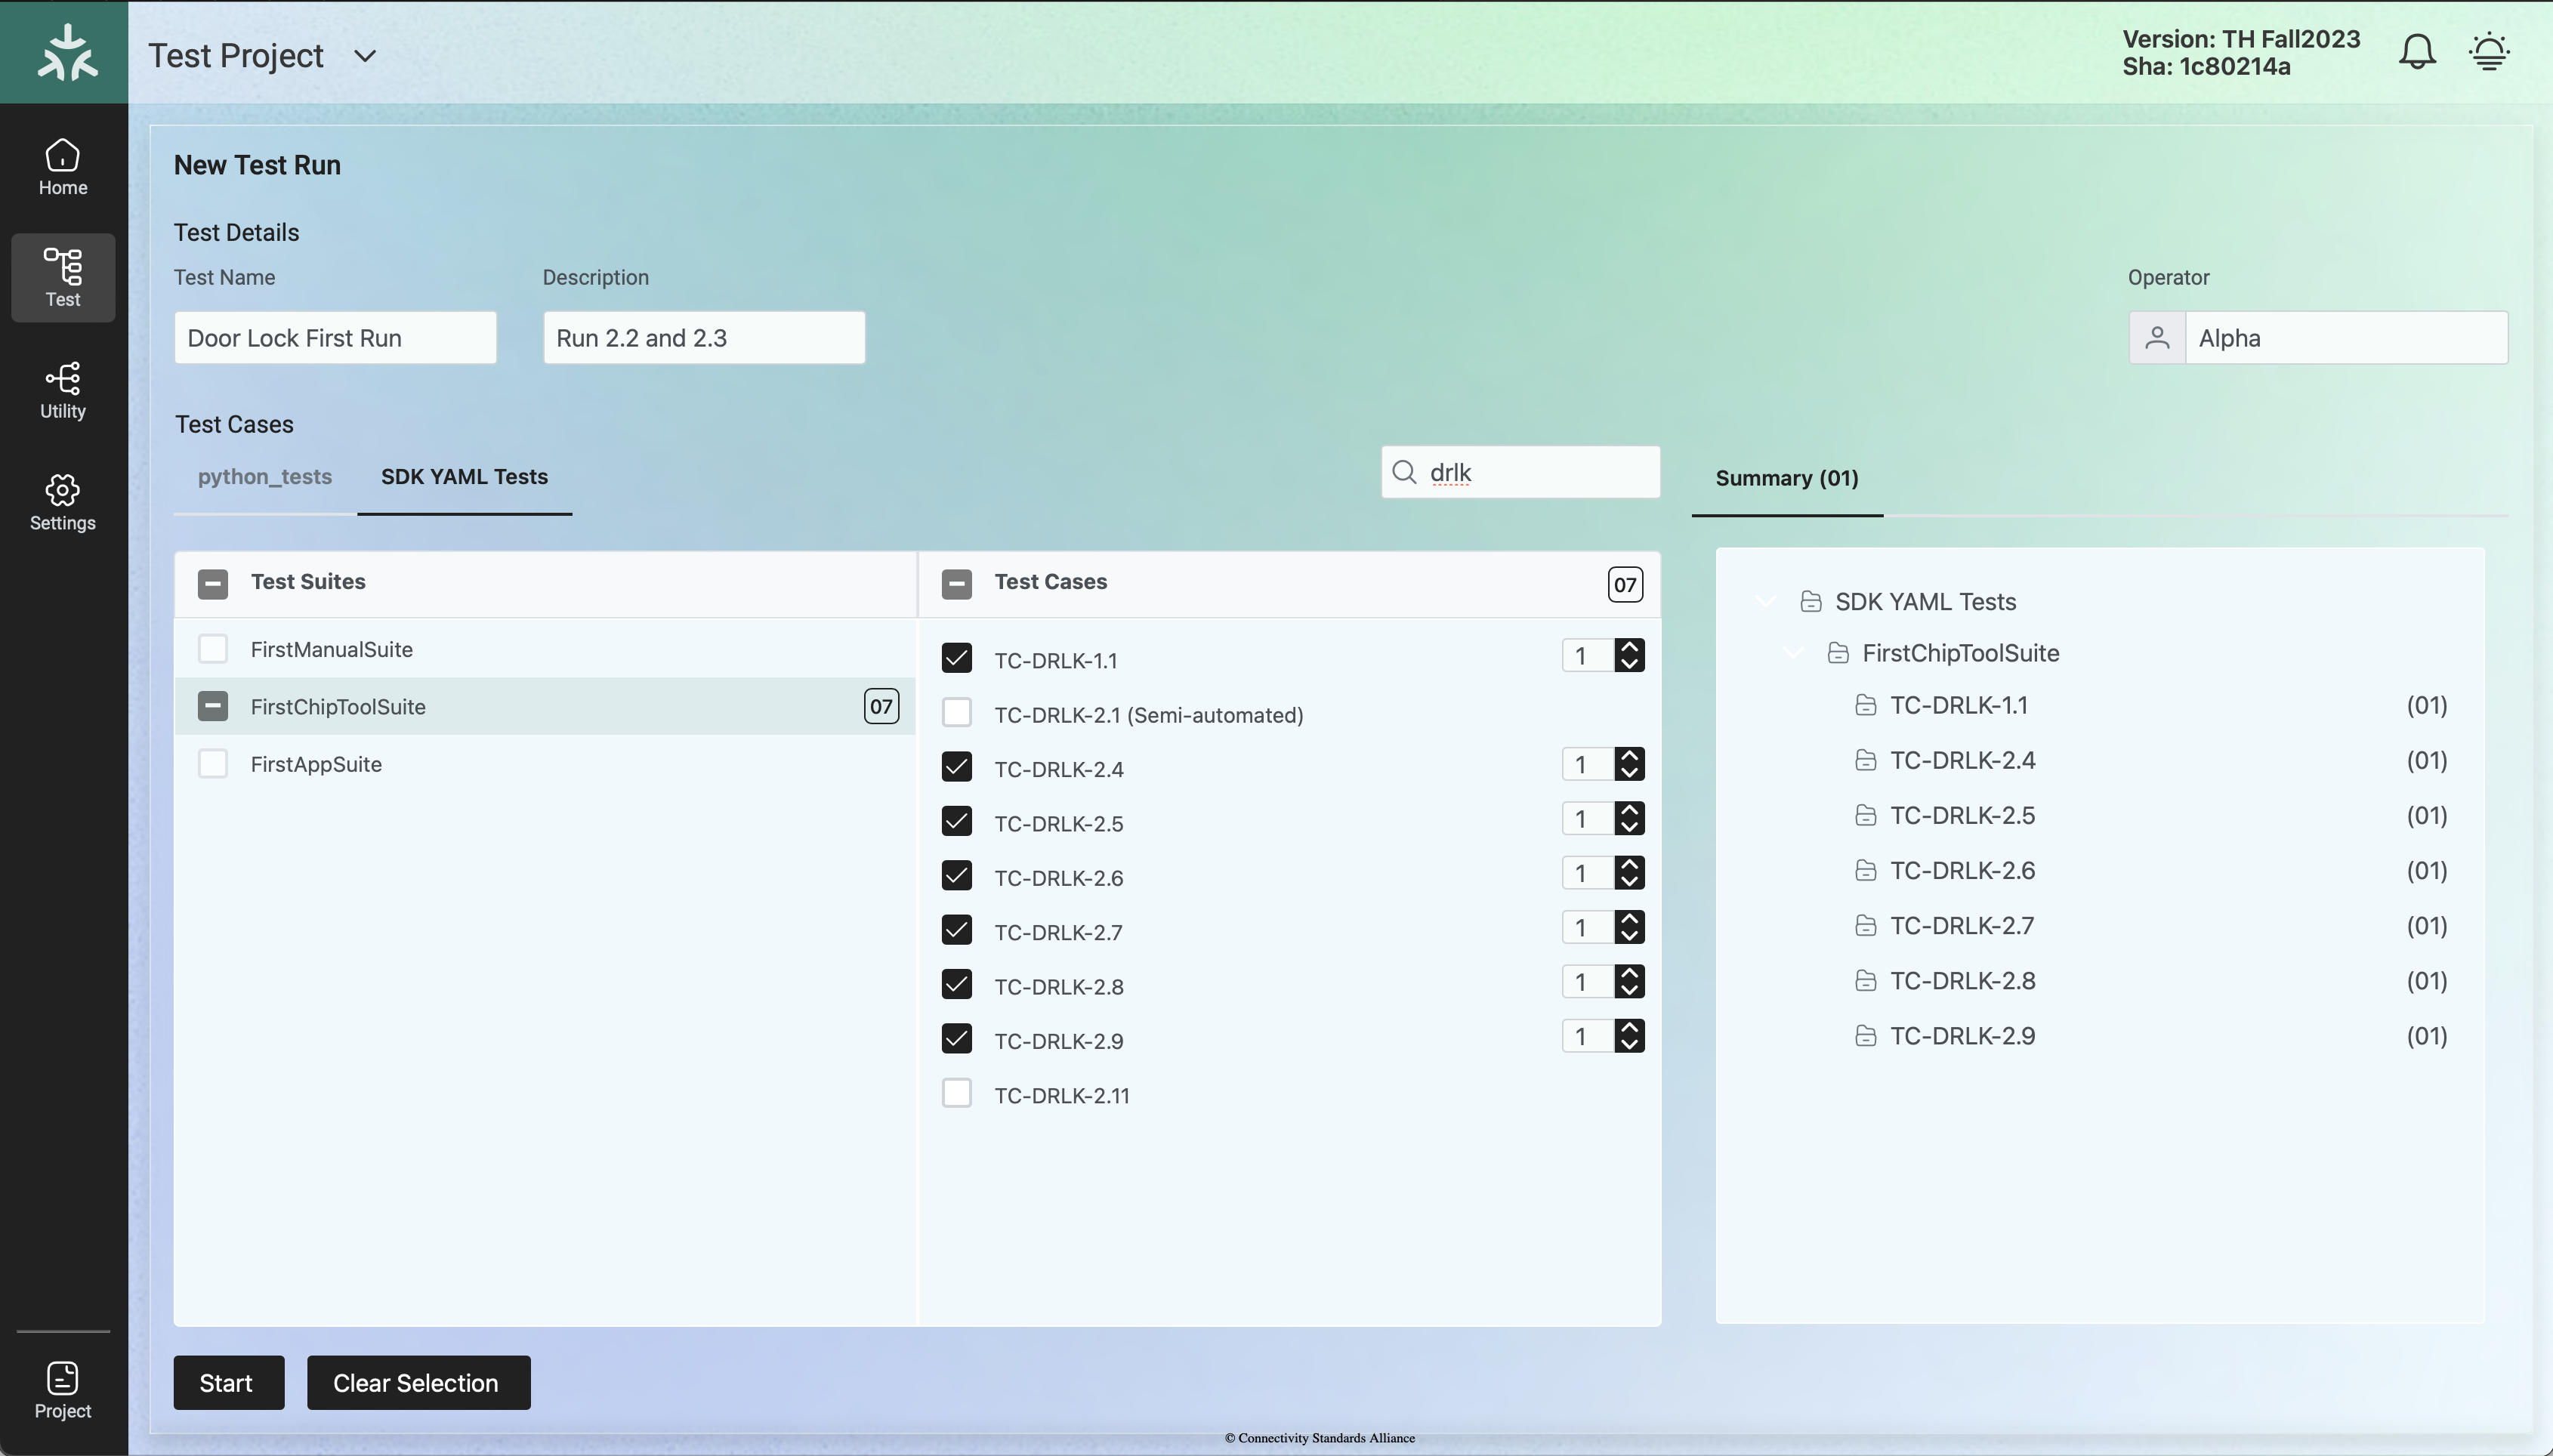 Test Project
Version: TH Fall2023
Sha: 1c80214a
Home
Test
Utility
Settings
Project
New Test Run
Test Details
Test Name
Description
Operator
Door Lock First Run
Run 2.2 and 2.3
Alpha
Test Cases
python_tests
SDK YAML Tests
drlk
Summary (01)
Test Suites
FirstManualSuite
FirstChipToolSuite 07
FirstAppSuite
Test Cases 07
TC-DRLK-1.1 1
TC-DRLK-2.1 (Semi-automated)
TC-DRLK-2.4 1
TC-DRLK-2.5 1
TC-DRLK-2.6 1
TC-DRLK-2.7 1
TC-DRLK-2.8 1
TC-DRLK-2.9 1
TC-DRLK-2.11
SDK YAML Tests
FirstChipToolSuite
TC-DRLK-1.1 (01)
TC-DRLK-2.4 (01)
TC-DRLK-2.5 (01)
TC-DRLK-2.6 (01)
TC-DRLK-2.7 (01)
TC-DRLK-2.8 (01)
TC-DRLK-2.9 (01)
Start
Clear Selection
© Connectivity Standards Alliance